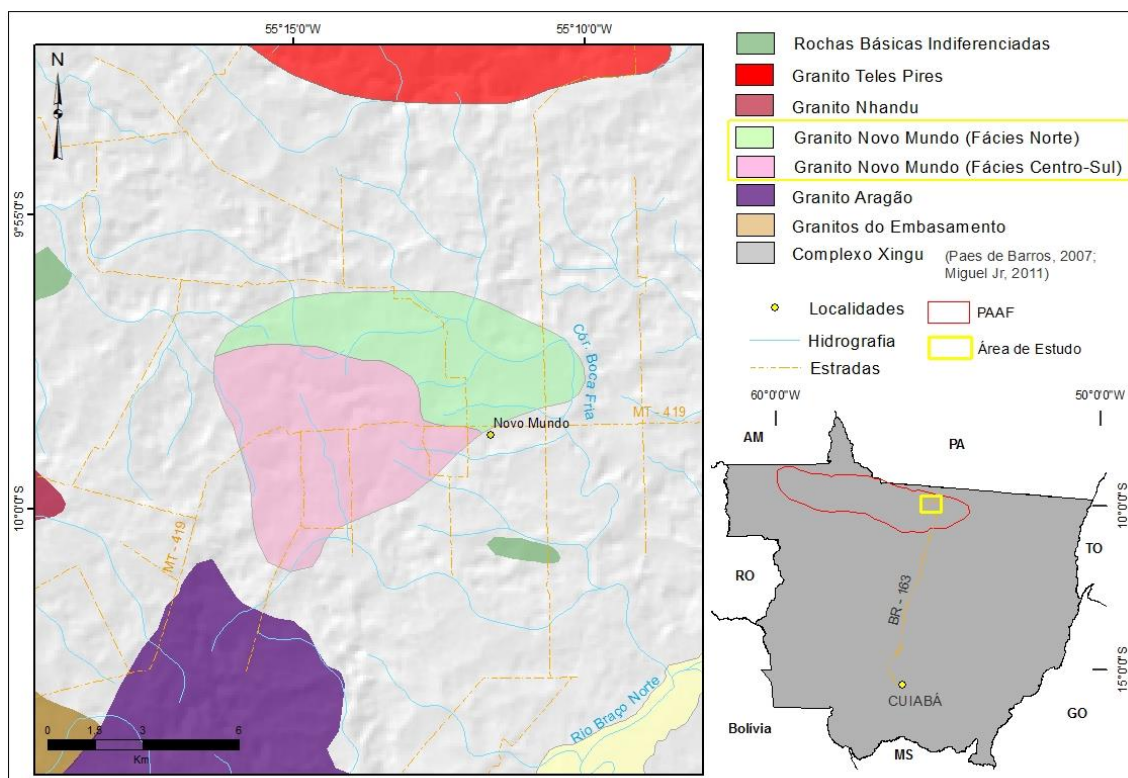 55°15'0"W
55°10'0"W
N
9°55'0"S
10°0'0"S
Cór. Boca Fria
MT - 419
Novo Mundo
MT - 419
Rio Braço Norte
0 1,5 3 6
Km
Rochas Básicas Indiferenciadas
Granito Teles Pires
Granito Nhandu
Granito Novo Mundo (Fácies Norte)
Granito Novo Mundo (Fácies Centro-Sul)
Granito Aragão
Granitos do Embasamento
Complexo Xingu (Paes de Barros, 2007;
Miguel Jr, 2011)
Localidades
PAAF
Hidrografia
Área de Estudo
Estradas
60°0'0"W
50°0'0"W
AM
PA
10°0'0"S
TO
RO
BR - 163
15°0'0"S
CUIABÁ
GO
Bolívia
MS